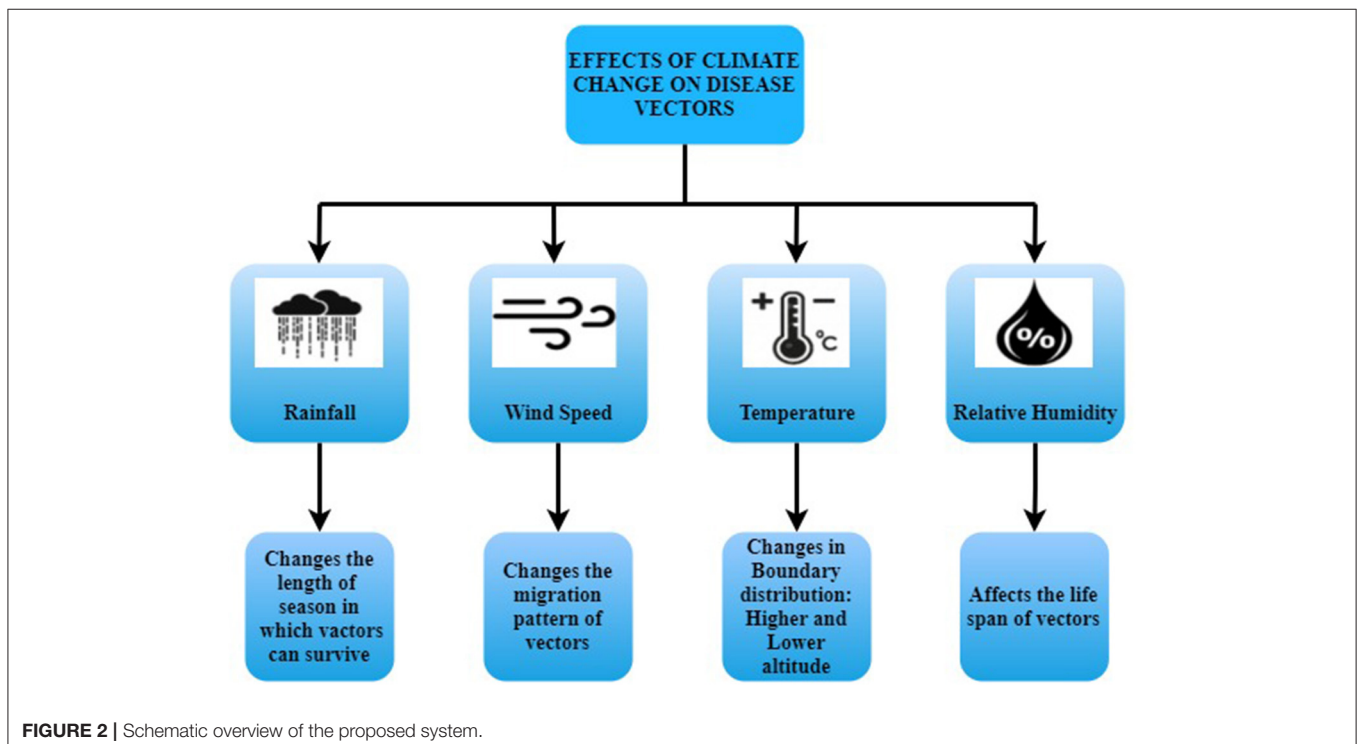 EFFECTS OF CLIMATE
CHANGE ON DISEASE
VECTORS
+ −
°C
%
Rainfall
Wind Speed
Temperature
Relative Humidity
Changes the
length of
season in
which vactors
can survive
Changes the
migration
pattern of
vectors
Changes in
Boundary
distribution:
Higher and
Lower
altitude
Affects the life
span of vectors
FIGURE 2 | Schematic overview of the proposed system.